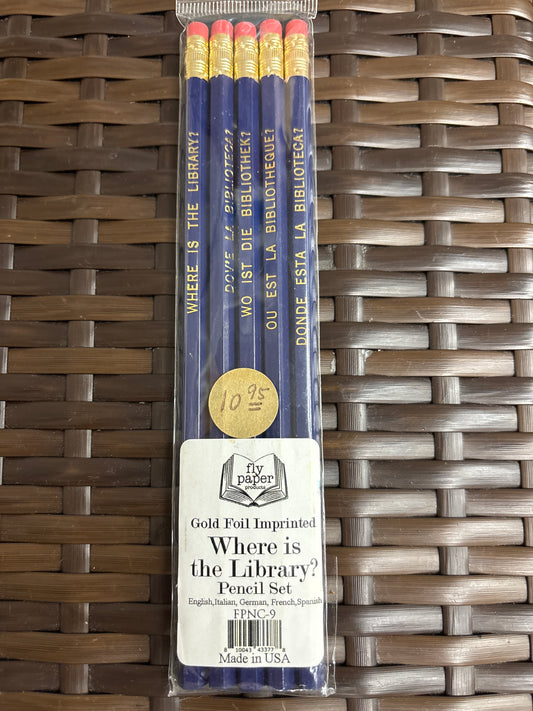 WHERE IS THE LIBRARY?
DOV'E LA BIBLIOTECA?
WO IST DIE BIBLIOTHEK?
OU EST LA BIBLIOTHEQUE?
DONDE ESTA LA BIBLIOTECA?
10 95
fly
paper
products
Gold Foil Imprinted
Where is
the Library?
Pencil Set
English,Italian, German, French,Spanish
FPNC-9
8 10043 43377 8
Made in USA